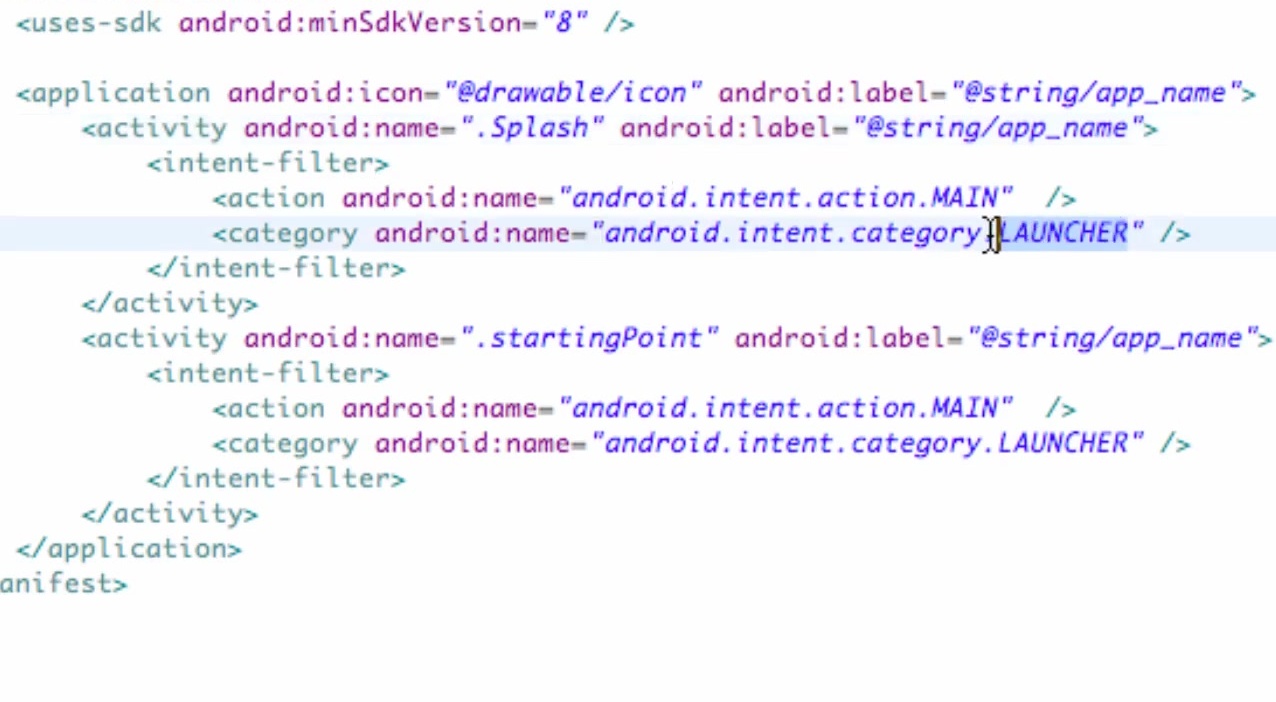 <uses-sdk android:minSdkVersion="8" />
<application android:icon="@drawable/icon" android:label="@string/app_name">
<activity android:name=".Splash" android:label="@string/app_name">
<intent-filter>
<action android:name="android.intent.action.MAIN"  />
<category android:name="android.intent.category.LAUNCHER" />
</intent-filter>
</activity>
<activity android:name=".startingPoint" android:label="@string/app_name">
<intent-filter>
<action android:name="android.intent.action.MAIN"  />
<category android:name="android.intent.category.LAUNCHER" />
</intent-filter>
</activity>
</application>
anifest>